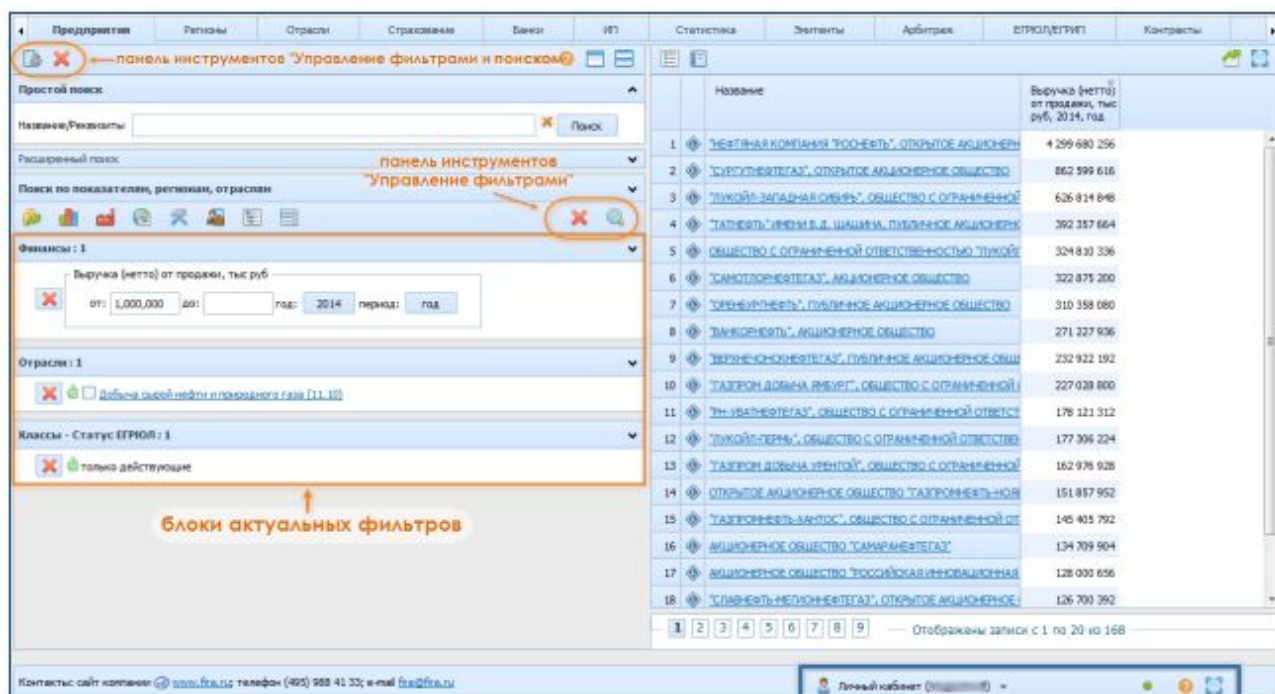 Предприятия Регионы Отрасли Страхование Банки ИП Статистика Эмитенты Арбитраж ЕГРЮЛ/ЕГРИП Контракты
панель инструментов "Управление фильтрами и поиском"
Простой поиск
Название/Реквизиты: Поиск
Расширенный поиск
панель инструментов
"Управление фильтрами"
Поиск по показателям, регионам, отраслям
Финансы : 1
Выручка (нетто) от продажи, тыс руб
от: 1,000,000 до: год: 2014 период: год
Отрасли : 1
Добыча сырой нефти и природного газа [11.10]
Классы - Статус ЕГРЮЛ : 1
только действующие
блоки актуальных фильтров
Название Выручка (нетто)
от продажи, тыс
руб, 2014, год
1 "НЕФТЯНАЯ КОМПАНИЯ "РОСНЕФТЬ", ОТКРЫТОЕ АКЦИОНЕРН 4 299 680 256
2 "СУРГУТНЕФТЕГАЗ", ОТКРЫТОЕ АКЦИОНЕРНОЕ ОБЩЕСТВО 862 599 616
3 "ЛУКОЙЛ-ЗАПАДНАЯ СИБИРЬ", ОБЩЕСТВО С ОГРАНИЧЕННОЙ 626 814 848
4 "ТАТНЕФТЬ" ИМЕНИ В.Д. ШАШИНА, ПУБЛИЧНОЕ АКЦИОНЕРН 392 357 664
5 ОБЩЕСТВО С ОГРАНИЧЕННОЙ ОТВЕТСТВЕННОСТЬЮ "ЛУКОЙЛ 324 810 336
6 "САМОТЛОРНЕФТЕГАЗ", АКЦИОНЕРНОЕ ОБЩЕСТВО 322 875 200
7 "ОРЕНБУРГНЕФТЬ", ПУБЛИЧНОЕ АКЦИОНЕРНОЕ ОБЩЕСТВО 310 358 080
8 "ВАНКОРНЕФТЬ", АКЦИОНЕРНОЕ ОБЩЕСТВО 271 227 936
9 "ВЕРХНЕЧОНСКНЕФТЕГАЗ", ПУБЛИЧНОЕ АКЦИОНЕРНОЕ ОБЩЕ 232 922 192
10 "ГАЗПРОМ ДОБЫЧА ЯМБУРГ", ОБЩЕСТВО С ОГРАНИЧЕННОЙ 227 028 800
11 "РН-УВАТНЕФТЕГАЗ", ОБЩЕСТВО С ОГРАНИЧЕННОЙ ОТВЕТСТ 178 121 312
12 "ЛУКОЙЛ-ПЕРМЬ", ОБЩЕСТВО С ОГРАНИЧЕННОЙ ОТВЕТСТВЕН 177 306 224
13 "ГАЗПРОМ ДОБЫЧА УРЕНГОЙ", ОБЩЕСТВО С ОГРАНИЧЕННОЙ 162 976 928
14 ОТКРЫТОЕ АКЦИОНЕРНОЕ ОБЩЕСТВО "ГАЗПРОМНЕФТЬ-НОЯ 151 857 952
15 "ГАЗПРОМНЕФТЬ-ХАНТОС", ОБЩЕСТВО С ОГРАНИЧЕННОЙ ОТ 145 405 792
16 АКЦИОНЕРНОЕ ОБЩЕСТВО "САМАРАНЕФТЕГАЗ" 134 709 904
17 АКЦИОНЕРНОЕ ОБЩЕСТВО "РОССИЙСКАЯ ИННОВАЦИОННАЯ 128 000 656
18 "СЛАВНЕФТЬ-МЕГИОННЕФТЕГАЗ", ОТКРЫТОЕ АКЦИОНЕРНОЕ 126 700 392
1 2 3 4 5 6 7 8 9 Отображены записи с 1 по 20 из 168
Контакты: сайт компании www.fira.ru; телефон (495) 988 41 33; e-mail fira@fira.ru
Личный кабинет